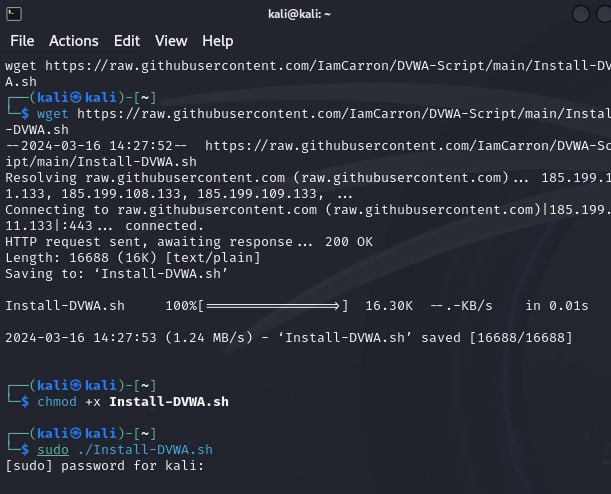 kali@kali: ~
File Actions Edit View Help
wget https://raw.githubusercontent.com/IamCarron/DVWA-Script/main/Install-DV
A.sh
┌──(kali㉿kali)-[~]
└─$ wget https://raw.githubusercontent.com/IamCarron/DVWA-Script/main/Instal
-DVWA.sh
--2024-03-16 14:27:52-- https://raw.githubusercontent.com/IamCarron/DVWA-Sc
ipt/main/Install-DVWA.sh
Resolving raw.githubusercontent.com (raw.githubusercontent.com)... 185.199.1
1.133, 185.199.108.133, 185.199.109.133, ...
Connecting to raw.githubusercontent.com (raw.githubusercontent.com)|185.199.
11.133|:443... connected.
HTTP request sent, awaiting response... 200 OK
Length: 16688 (16K) [text/plain]
Saving to: ‘Install-DVWA.sh’
Install-DVWA.sh 100%[=================>] 16.30K --.-KB/s in 0.01s
2024-03-16 14:27:53 (1.24 MB/s) - ‘Install-DVWA.sh’ saved [16688/16688]
┌──(kali㉿kali)-[~]
└─$ chmod +x Install-DVWA.sh
┌──(kali㉿kali)-[~]
└─$ sudo ./Install-DVWA.sh
[sudo] password for kali: